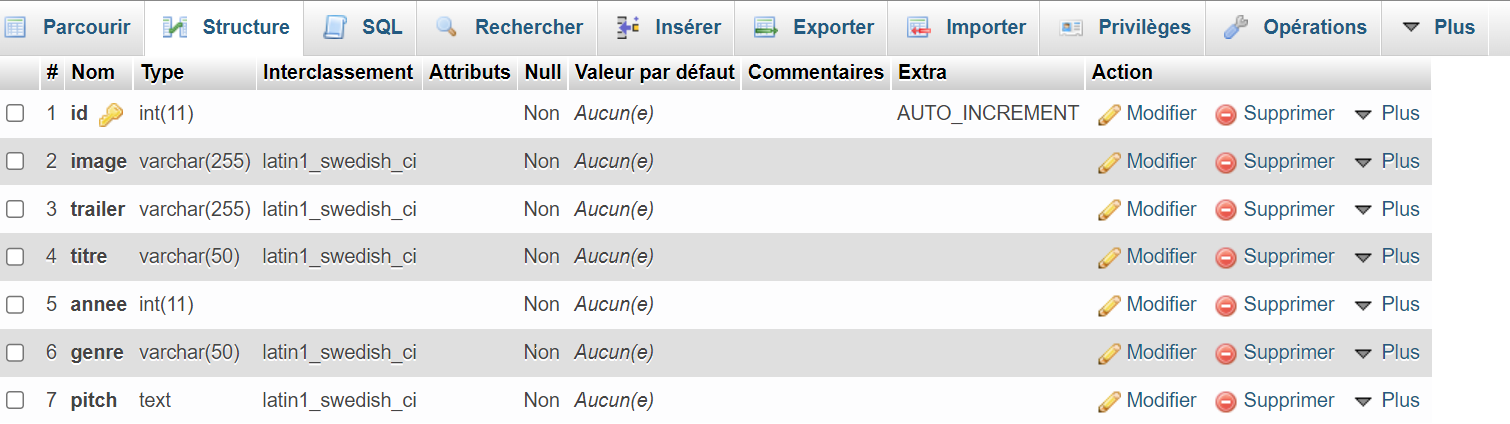 Parcourir Structure SQL Rechercher Insérer Exporter Importer Privilèges Opérations Plus
# Nom Type Interclassement Attributs Null Valeur par défaut Commentaires Extra Action
1 id int(11) Non Aucun(e) AUTO_INCREMENT Modifier Supprimer Plus
2 image varchar(255) latin1_swedish_ci Non Aucun(e) Modifier Supprimer Plus
3 trailer varchar(255) latin1_swedish_ci Non Aucun(e) Modifier Supprimer Plus
4 titre varchar(50) latin1_swedish_ci Non Aucun(e) Modifier Supprimer Plus
5 annee int(11) Non Aucun(e) Modifier Supprimer Plus
6 genre varchar(50) latin1_swedish_ci Non Aucun(e) Modifier Supprimer Plus
7 pitch text latin1_swedish_ci Non Aucun(e) Modifier Supprimer Plus